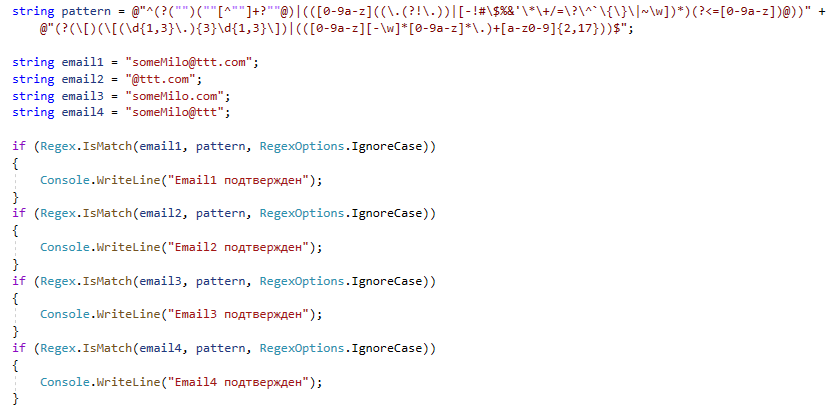 string pattern = @"^(?("")(""[^""]+?""@)|(([0-9a-z]((\.(?!\.))|[-!#\$%&'\*\+/=\?\^`\{\}\|~\w])*)(?<=[0-9a-z])@))" +
@"(?(\[)(\[(\d{1,3}\.){3}\d{1,3}\])|(([0-9a-z][-\w]*[0-9a-z]*\.)+[a-z0-9]{2,17}))$";
string email1 = "someMilo@ttt.com";
string email2 = "@ttt.com";
string email3 = "someMilo.com";
string email4 = "someMilo@ttt";
if (Regex.IsMatch(email1, pattern, RegexOptions.IgnoreCase))
{
Console.WriteLine("Email1 подтвержден");
}
if (Regex.IsMatch(email2, pattern, RegexOptions.IgnoreCase))
{
Console.WriteLine("Email2 подтвержден");
}
if (Regex.IsMatch(email3, pattern, RegexOptions.IgnoreCase))
{
Console.WriteLine("Email3 подтвержден");
}
if (Regex.IsMatch(email4, pattern, RegexOptions.IgnoreCase))
{
Console.WriteLine("Email4 подтвержден");
}